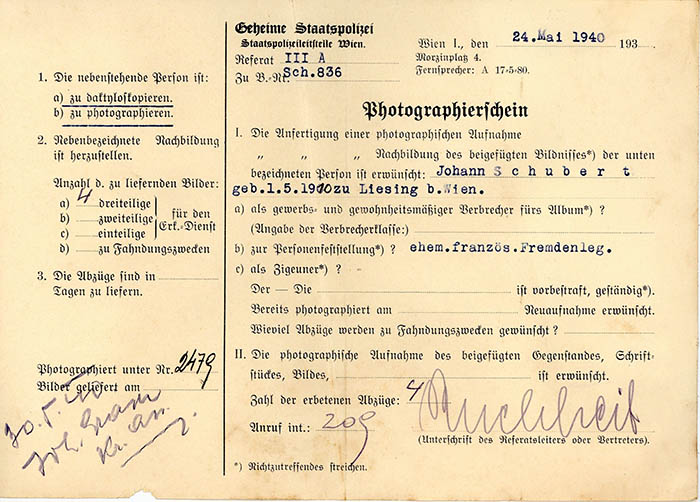 Geheime Staatspolizei
Staatspolizeileitstelle Wien.
Referat III A
Zu B.-Nr. Sch.836
Wien I., den 24.Mai 1940 193
Morzinplatz 4.
Fernsprecher: A 17-5-80.
1. Die nebenstehende Person ist:
a) zu daktyloskopieren.
b) zu photographieren.
2. Nebenbezeichnete Nachbildung
ist herzustellen.
Anzahl d. zu liefernden Bilder:
a) 4 dreiteilige
b) zweiteilige
c) einteilige
für den
Erk.-Dienst
d) zu Fahndungszwecken
3. Die Abzüge sind in
Tagen zu liefern.
Photographiert unter Nr. 2479
Bilder geliefert am
30.5.40
Photographierschein
I. Die Anfertigung einer photographischen Aufnahme
„ „ Nachbildung des beigefügten Bildnisses*) der unten
bezeichneten Person ist erwünscht: Johann S c h u b e r t
geb.1.5.1910zu Liesing b.Wien.
a) als gewerbs- und gewohnheitsmäßiger Verbrecher fürs Album*) ?
(Angabe der Verbrecherklasse:)
b) zur Personenfeststellung*) ? ehem.französ.Fremdenleg.
c) als Zigeuner*) ?
Der — Die ist vorbestraft, geständig*).
Bereits photographiert am Neuaufnahme erwünscht.
Wieviel Abzüge werden zu Fahndungszwecken gewünscht ?
II. Die photographische Aufnahme des beigefügten Gegenstandes, Schrift-
stückes, Bildes, ist erwünscht.
Zahl der erbetenen Abzüge: 4
Anruf int.: 209
(Unterschrift des Referatsleiters oder Vertreters).
*) Nichtzutreffendes streichen.